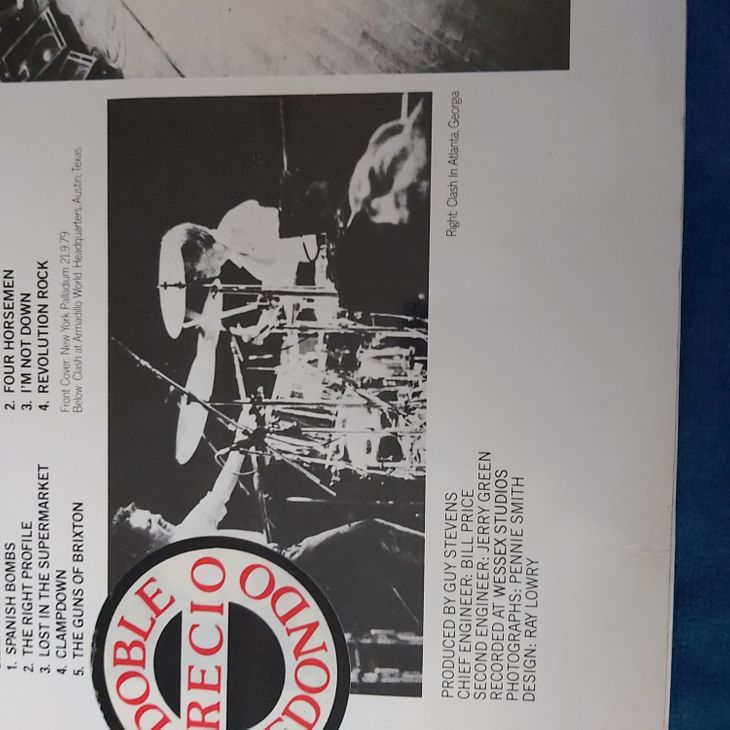 1. SPANISH BOMBS
2. THE RIGHT PROFILE
3. LOST IN THE SUPERMARKET
4. CLAMPDOWN
5. THE GUNS OF BRIXTON
2. FOUR HORSEMEN
3. I'M NOT DOWN
4. REVOLUTION ROCK
Front Cover: New York Palladium 21.9.79
Below: Clash at Armadillo World Headquarters, Austin, Texas
DOBLE
RECIO
EDONDO
Right: Clash In Atlanta, Georgia
PRODUCED BY GUY STEVENS
CHIEF ENGINEER: BILL PRICE
SECOND ENGINEER: JERRY GREEN
RECORDED AT WESSEX STUDIOS
PHOTOGRAPHS: PENNIE SMITH
DESIGN: RAY LOWRY